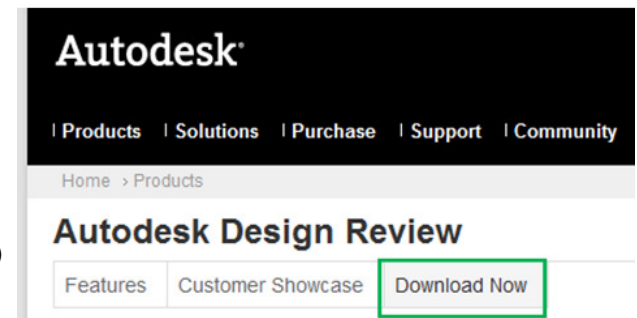 Autodesk®
| Products | Solutions | Purchase | Support | Community
Home > Products
Autodesk Design Review
Features Customer Showcase Download Now